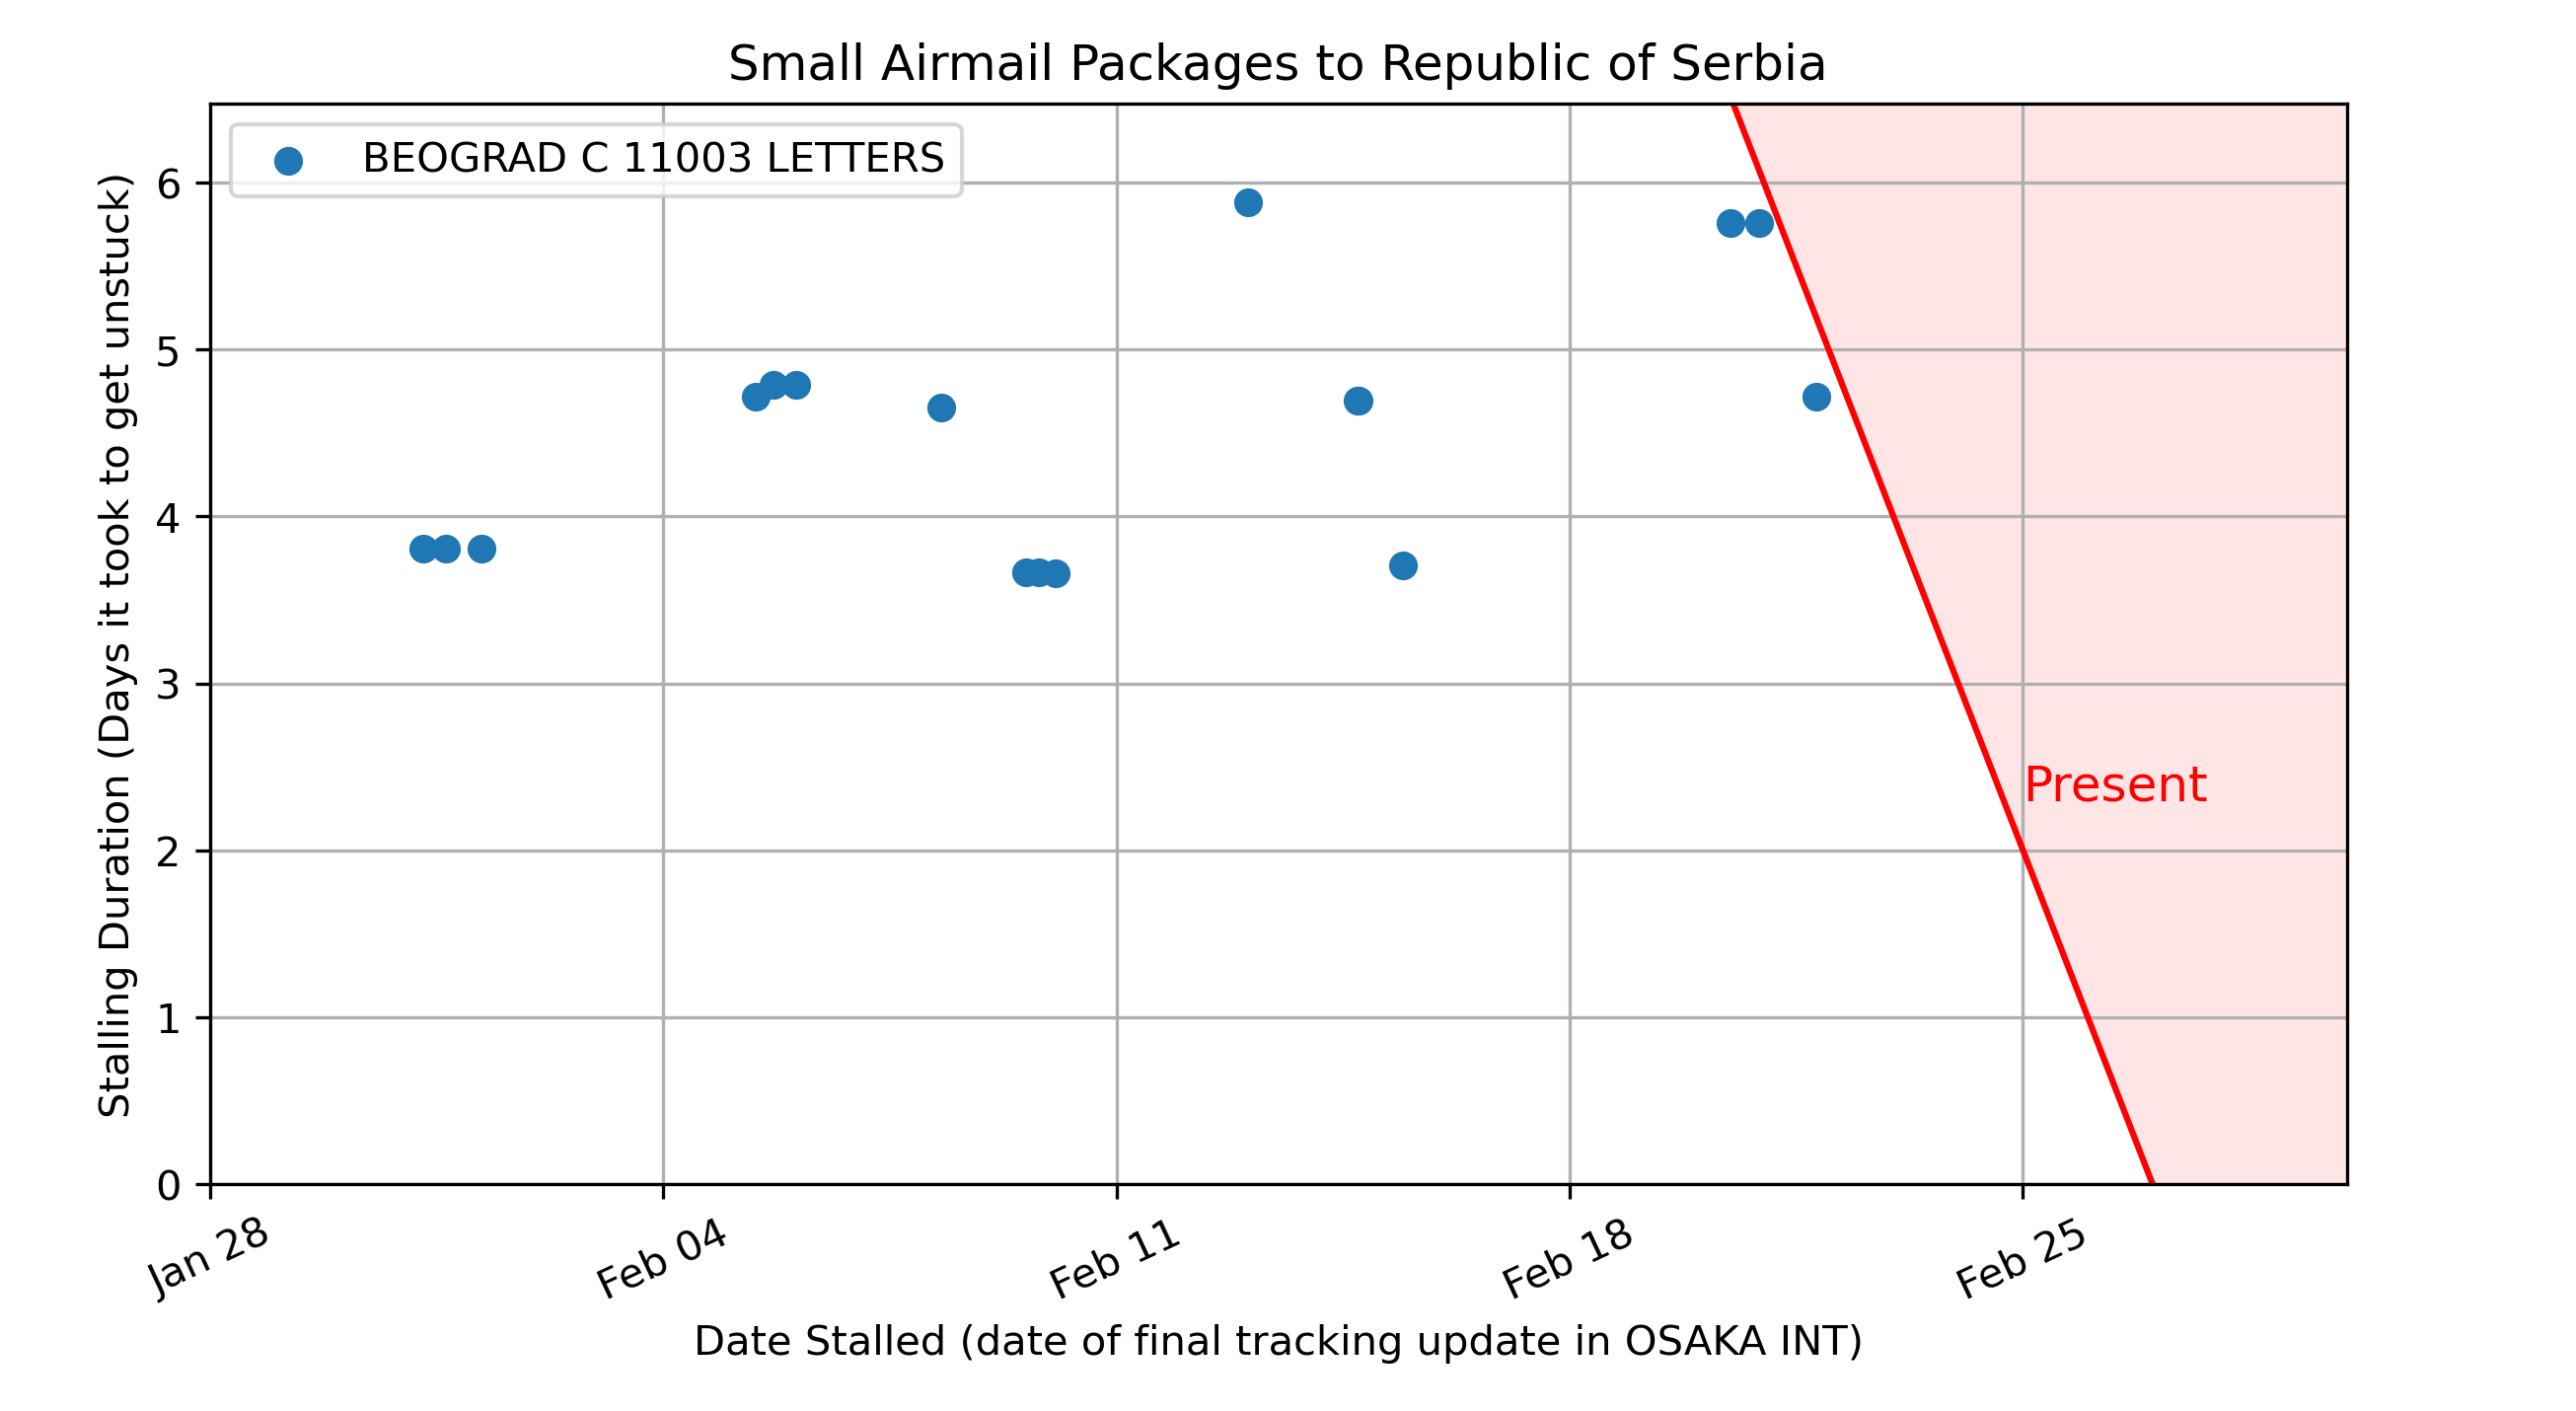 Small Airmail Packages to Republic of Serbia
BEOGRAD C 11003 LETTERS
Stalling Duration (Days it took to get unstuck)
6
5
4
3
2
1
0
Present
Jan 28
Feb 04
Feb 11
Feb 18
Feb 25
Date Stalled (date of final tracking update in OSAKA INT)